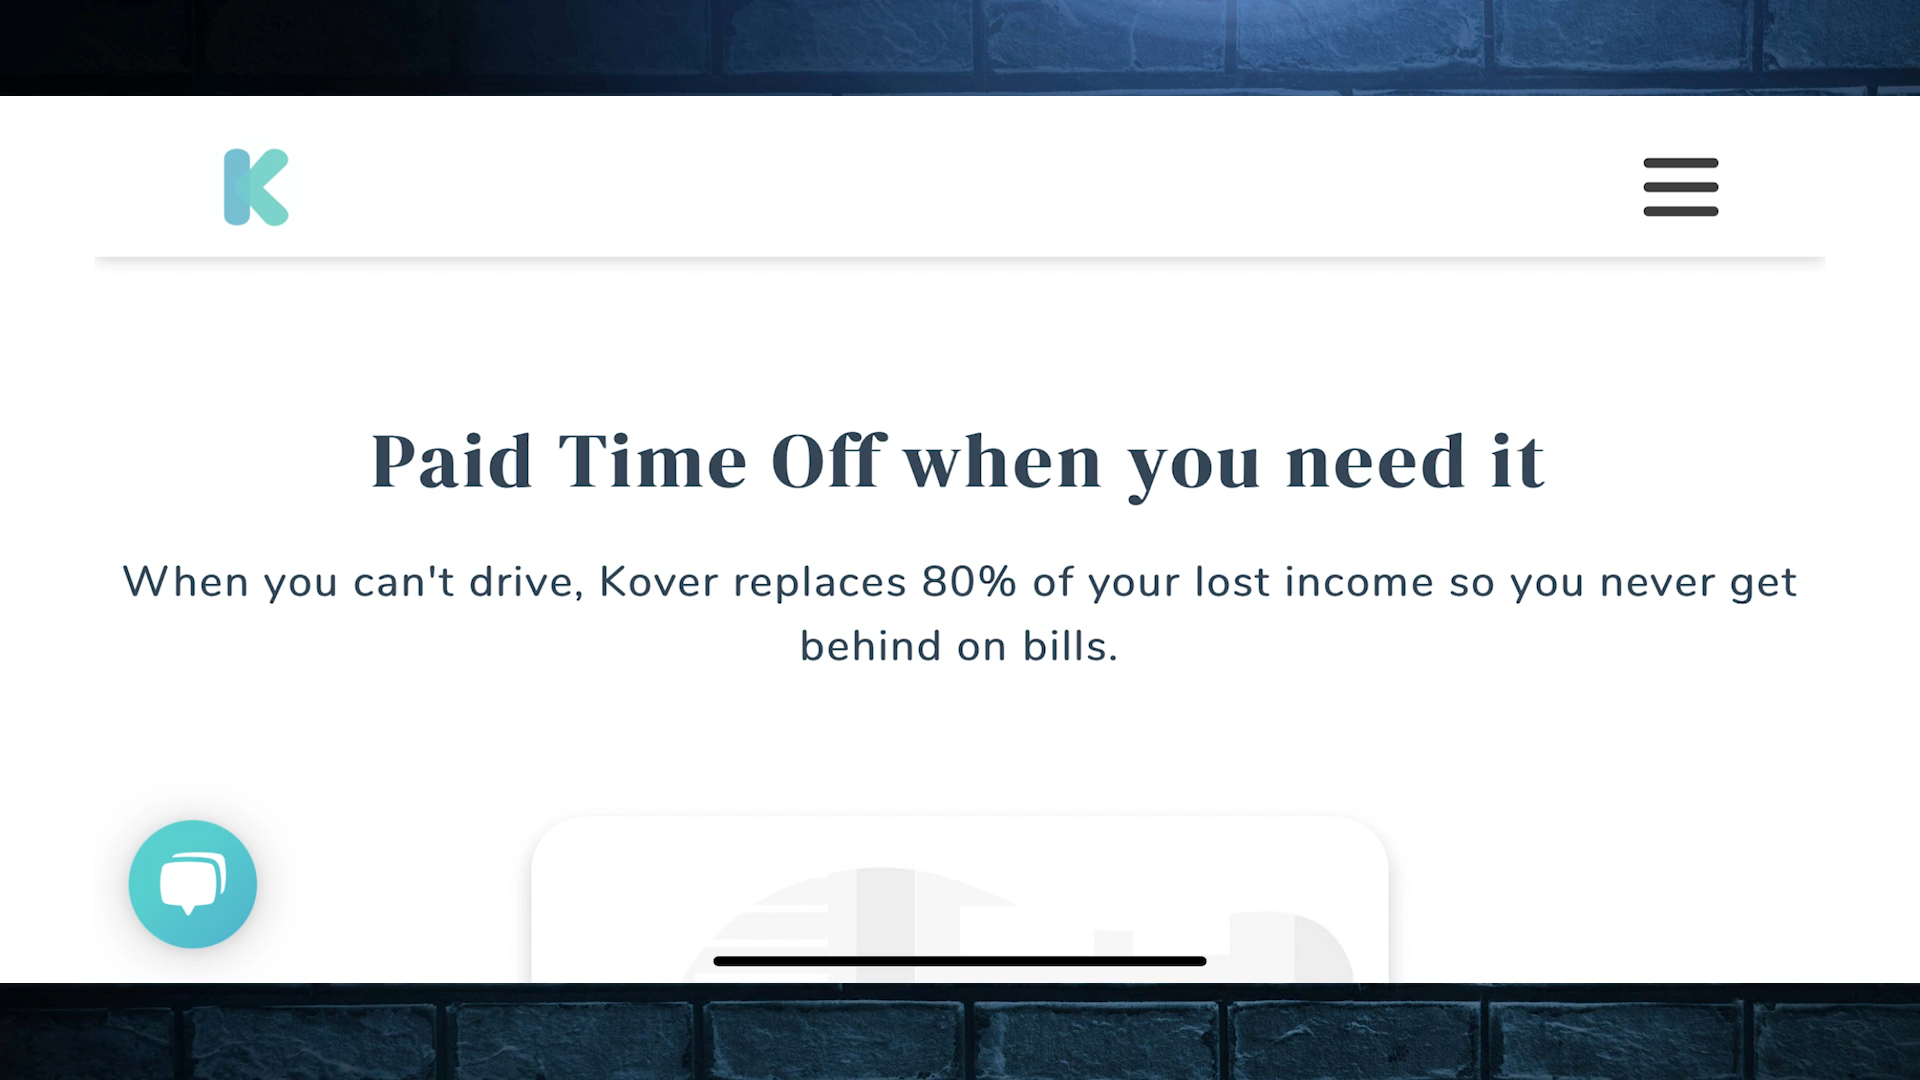 K
Paid Time Off when you need it
When you can't drive, Kover replaces 80% of your lost income so you never get
behind on bills.